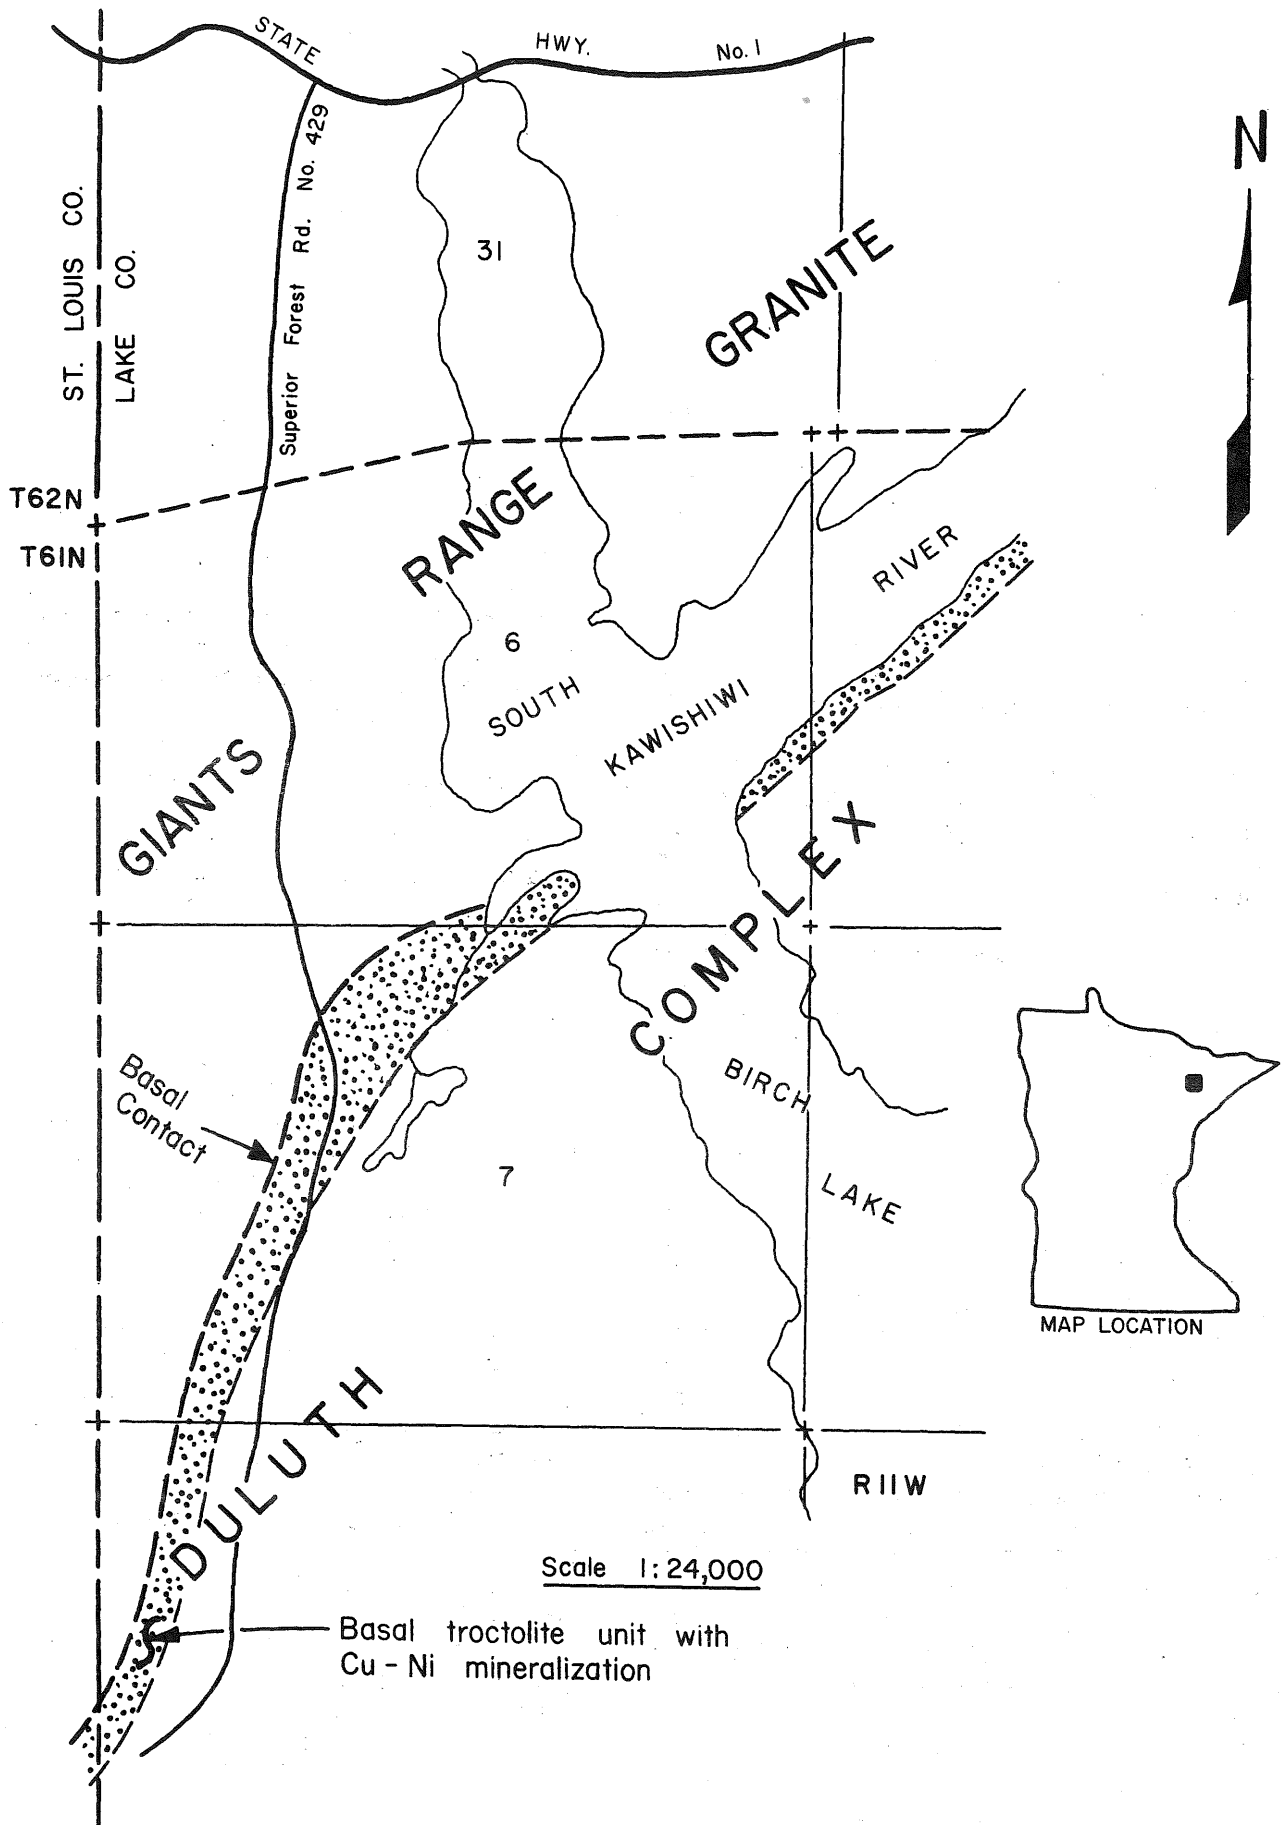 STATE HWY. No. 1
N
Superior Forest Rd. No. 429
ST. LOUIS CO.
LAKE CO.
31
GIANTS RANGE GRANITE
T62N
T61N
6
SOUTH KAWISHIWI RIVER
DULUTH COMPLEX
Basal
Contact
7
BIRCH
LAKE
MAP LOCATION
R11W
Scale 1:24,000
Basal troctolite unit with
Cu-Ni mineralization